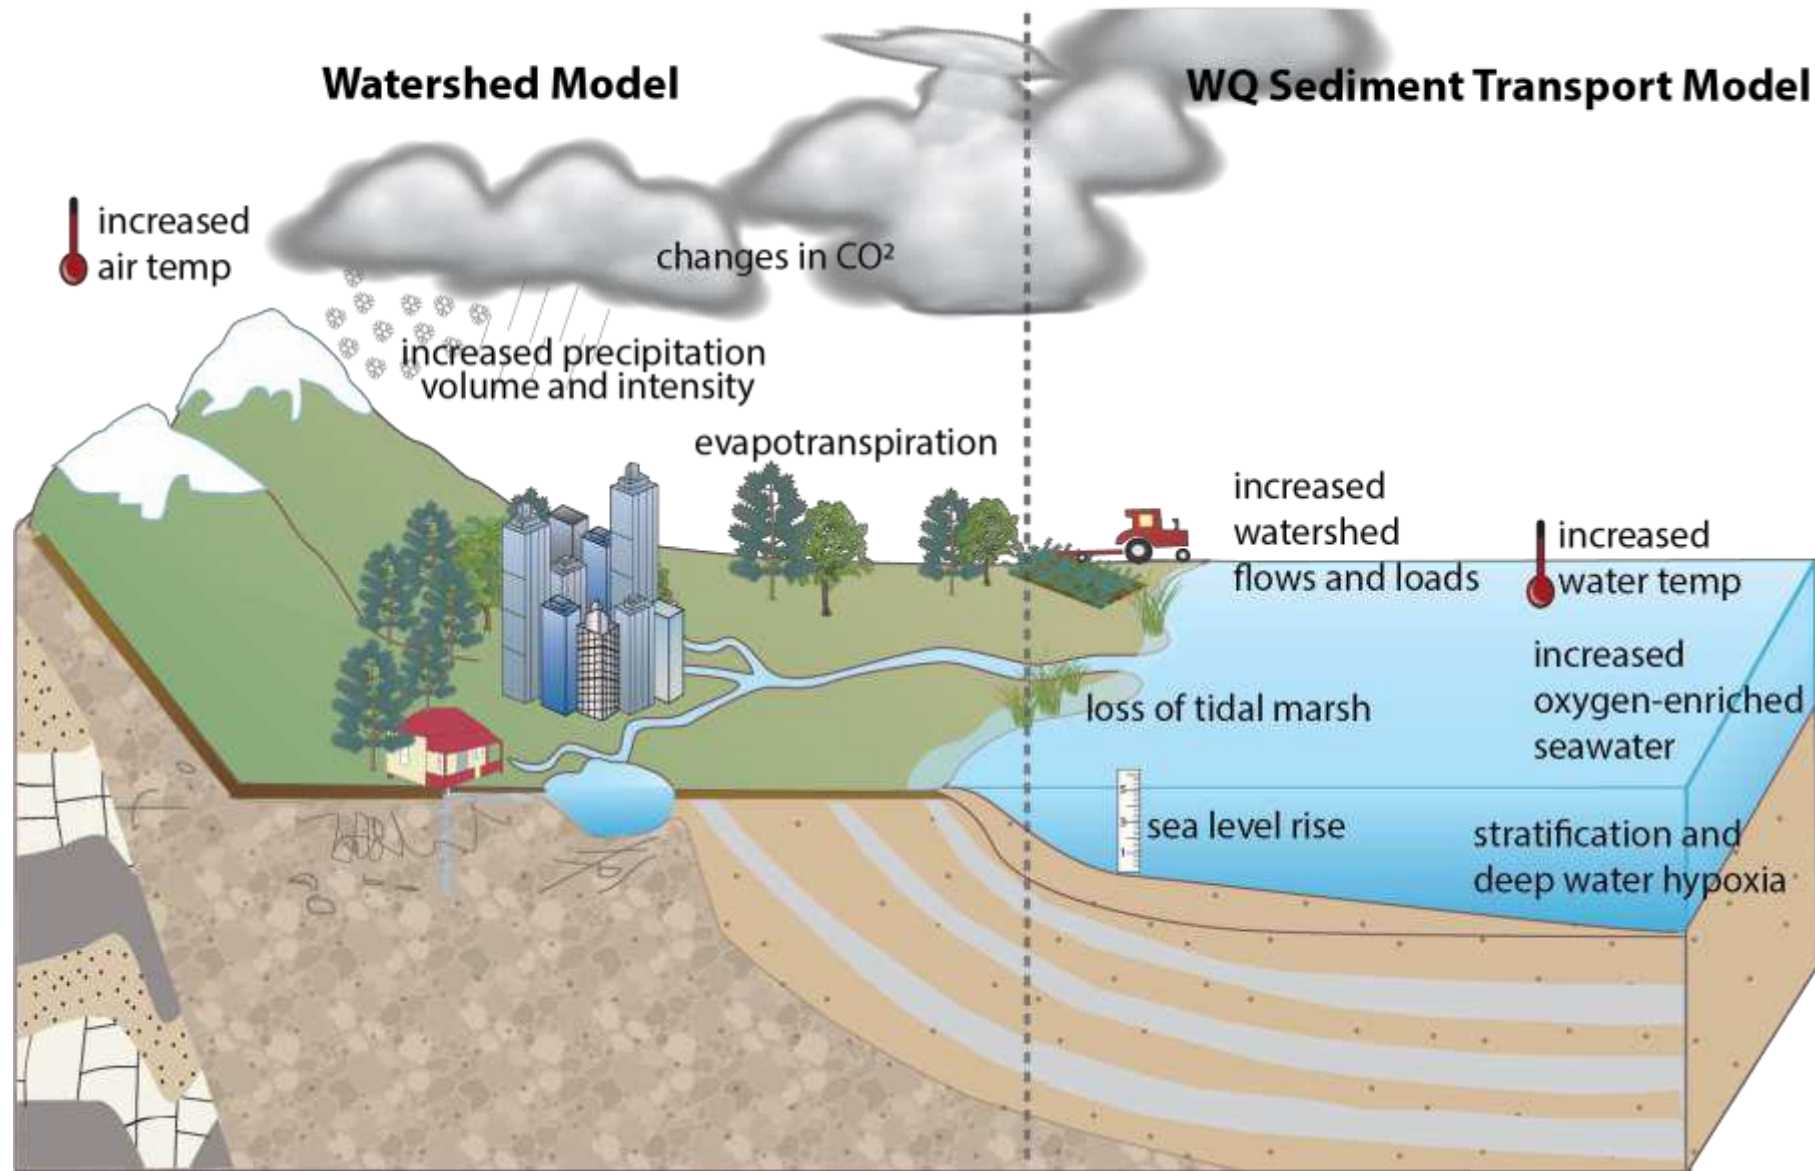 Watershed Model
WQ Sediment Transport Model
increased
air temp
changes in CO²
increased precipitation
volume and intensity
evapotranspiration
increased
watershed
flows and loads
increased
water temp
increased
oxygen-enriched
seawater
loss of tidal marsh
sea level rise
stratification and
deep water hypoxia